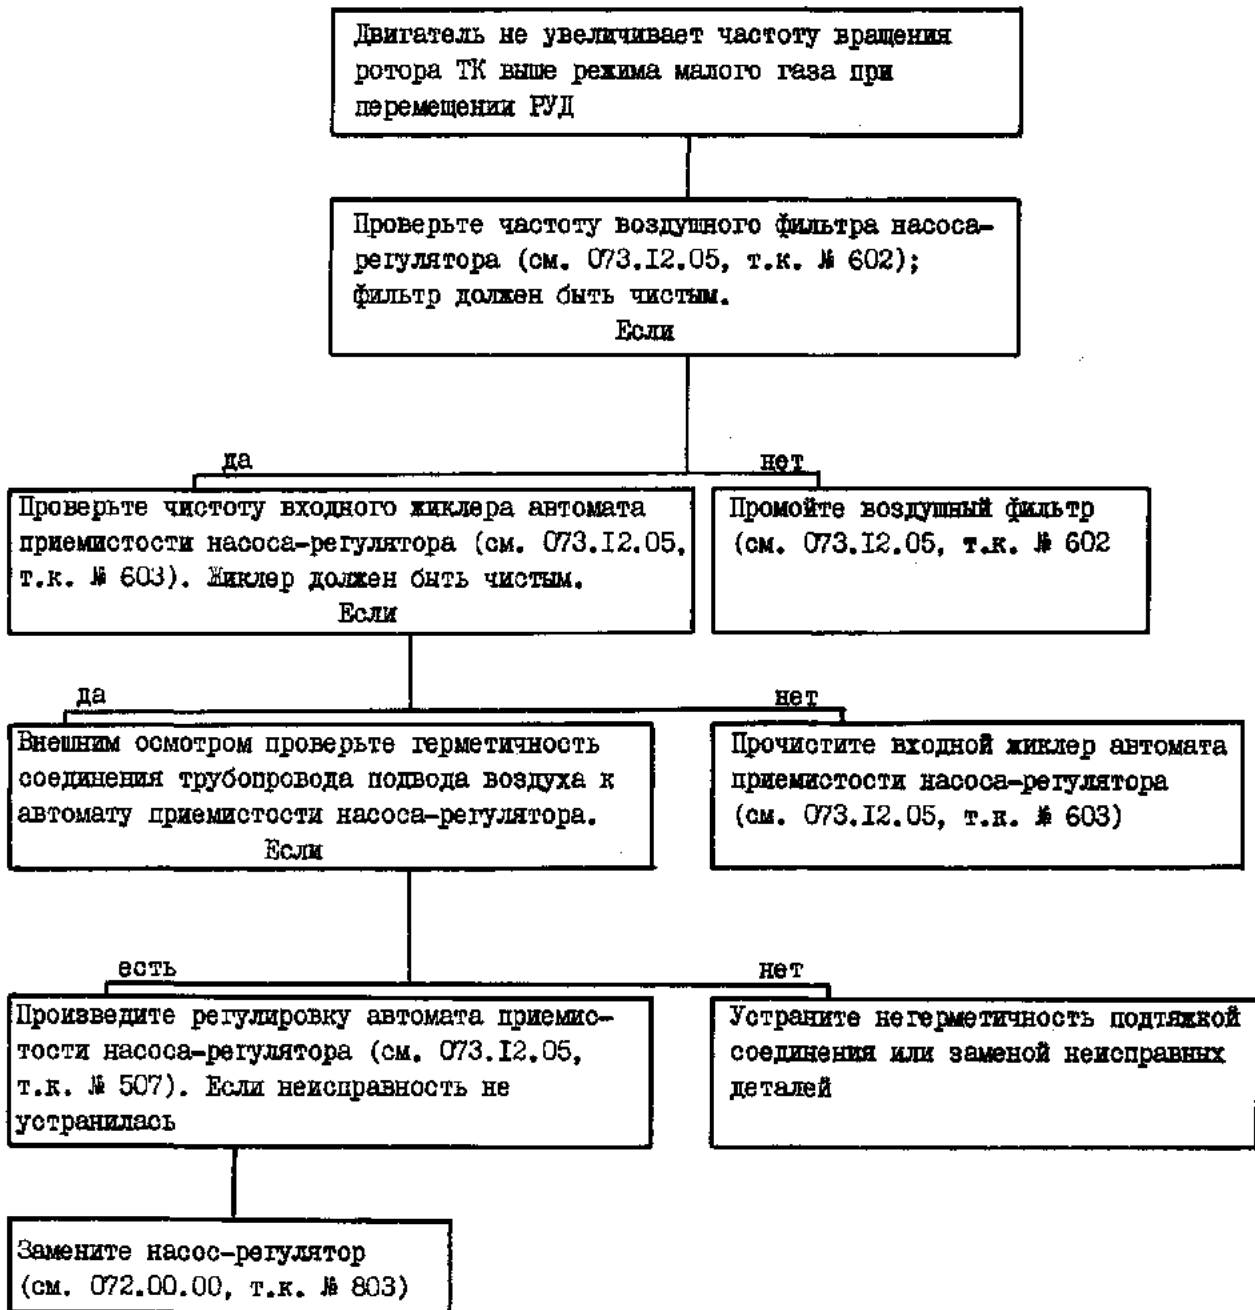 Двигатель не увеличивает частоту вращения
ротора ТК выше режима малого газа при
перемещении РУД
Проверьте частоту воздушного фильтра насоса-
регулятора (см. 073.I2.05, т.к. № 602);
фильтр должен быть чистым.
Если
да
нет
Проверьте чистоту входного жиклера автомата
приемистости насоса-регулятора (см. 073.I2.05,
т.к. № 603). Жиклер должен быть чистым.
Если
Промойте воздушный фильтр
(см. 073.I2.05, т.к. № 602
да
нет
Внешним осмотром проверьте герметичность
соединения трубопровода подвода воздуха к
автомату приемистости насоса-регулятора.
Если
Прочистите входной жиклер автомата
приемистости насоса-регулятора
(см. 073.I2.05, т.к. № 603)
есть
нет
Произведите регулировку автомата приемис-
тости насоса-регулятора (см. 073.I2.05,
т.к. № 507). Если неисправность не
устранилась
Устраните негерметичность подтяжкой
соединения или заменой неисправных
деталей
Замените насос-регулятор
(см. 072.00.00, т.к. № 803)